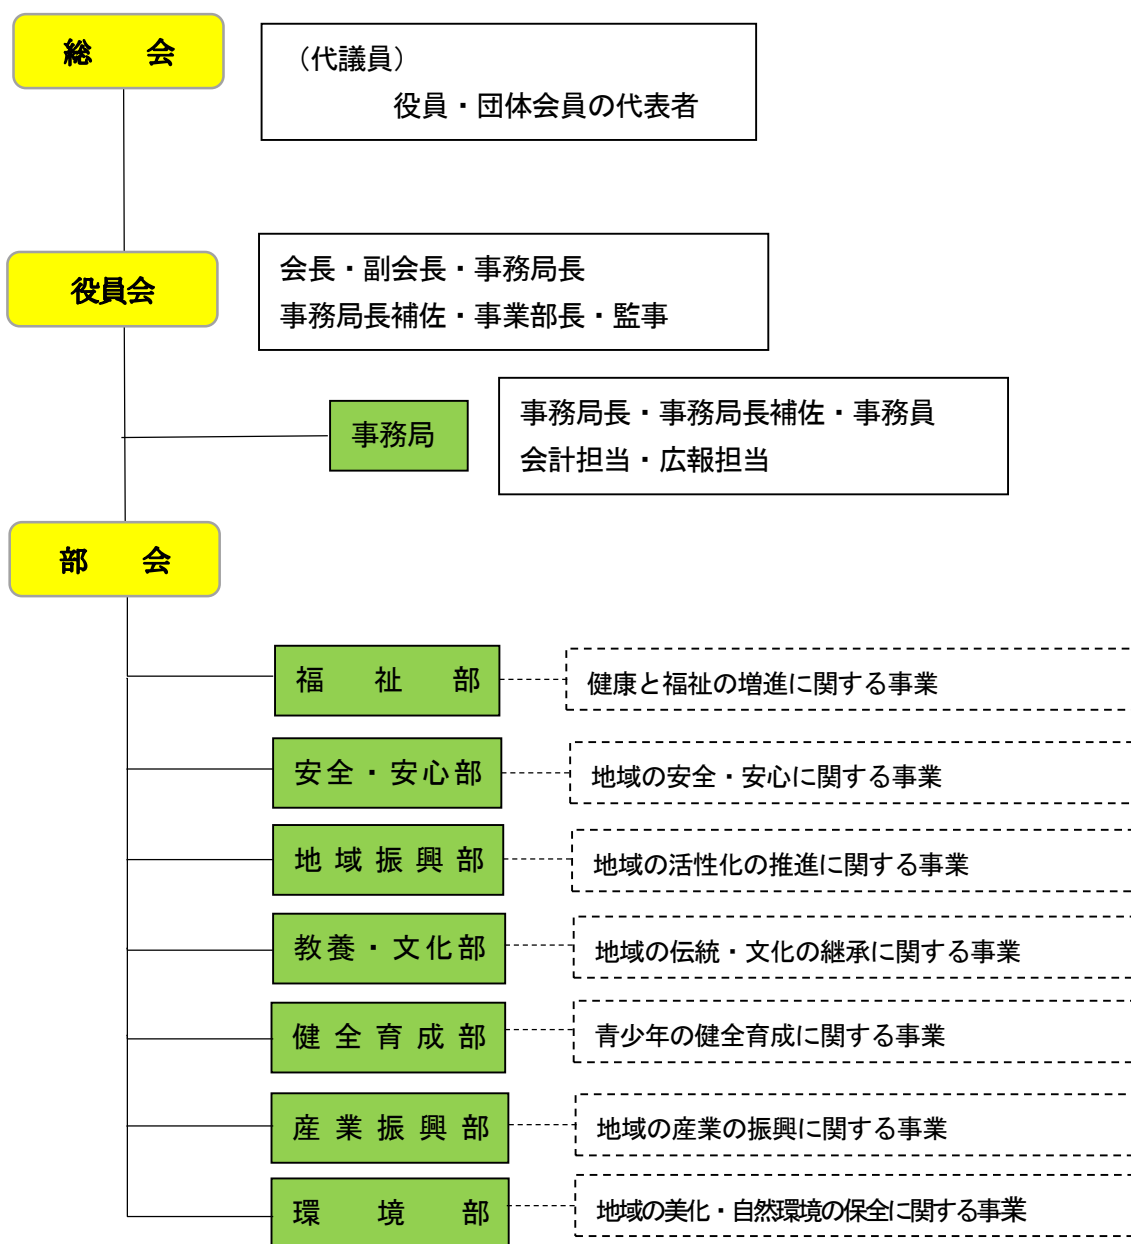 総　会
（代議員）
役員・団体会員の代表者
役員会
会長・副会長・事務局長
事務局長補佐・事業部長・監事
事務局
事務局長・事務局長補佐・事務員
会計担当・広報担当
部　会
福　祉　部
健康と福祉の増進に関する事業
安全・安心部
地域の安全・安心に関する事業
地域振興部
地域の活性化の推進に関する事業
教養・文化部
地域の伝統・文化の継承に関する事業
健全育成部
青少年の健全育成に関する事業
産業振興部
地域の産業の振興に関する事業
環　境　部
地域の美化・自然環境の保全に関する事業